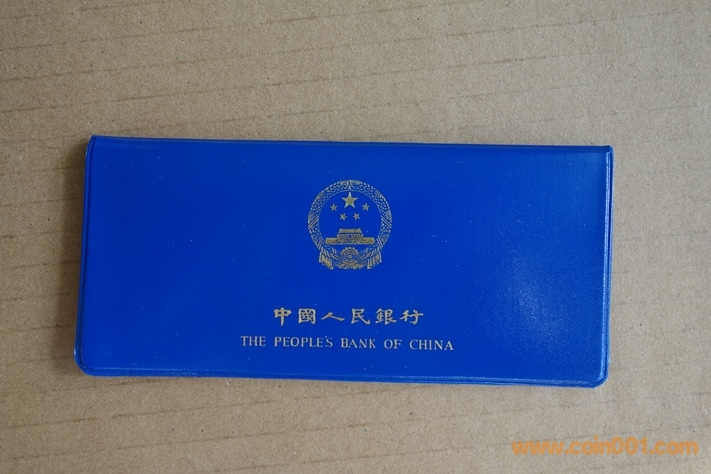 中國人民銀行
THE PEOPLE'S BANK OF CHINA
www.coin001.com